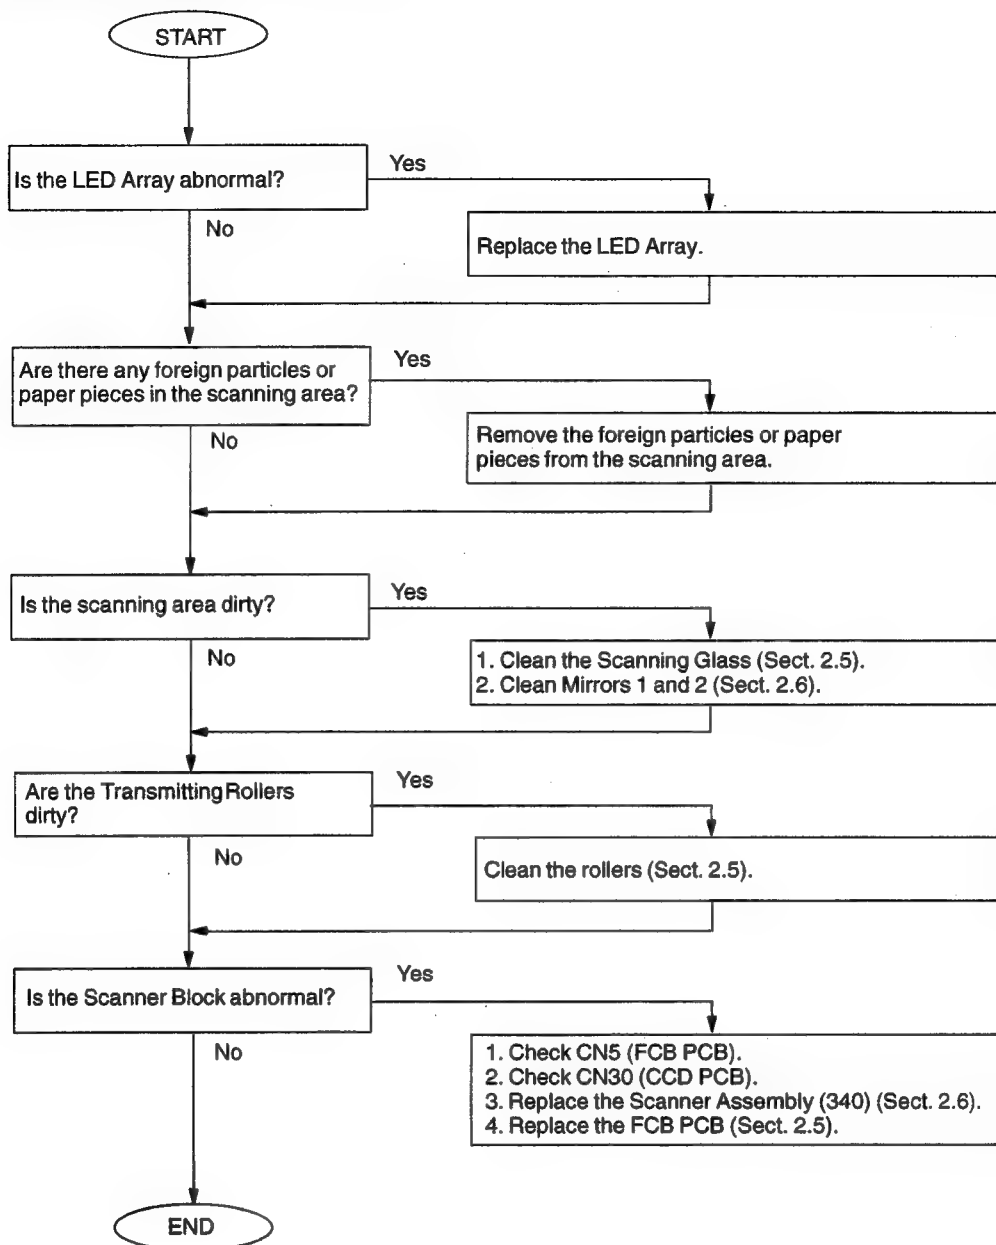 START
Is the LED Array abnormal?
Yes
No
Replace the LED Array.
Are there any foreign particles or
paper pieces in the scanning area?
Yes
No
Remove the foreign particles or paper
pieces from the scanning area.
Is the scanning area dirty?
Yes
No
1. Clean the Scanning Glass (Sect. 2.5).
2. Clean Mirrors 1 and 2 (Sect. 2.6).
Are the Transmitting Rollers
dirty?
Yes
No
Clean the rollers (Sect. 2.5).
Is the Scanner Block abnormal?
Yes
No
1. Check CN5 (FCB PCB).
2. Check CN30 (CCD PCB).
3. Replace the Scanner Assembly (340) (Sect. 2.6).
4. Replace the FCB PCB (Sect. 2.5).
END